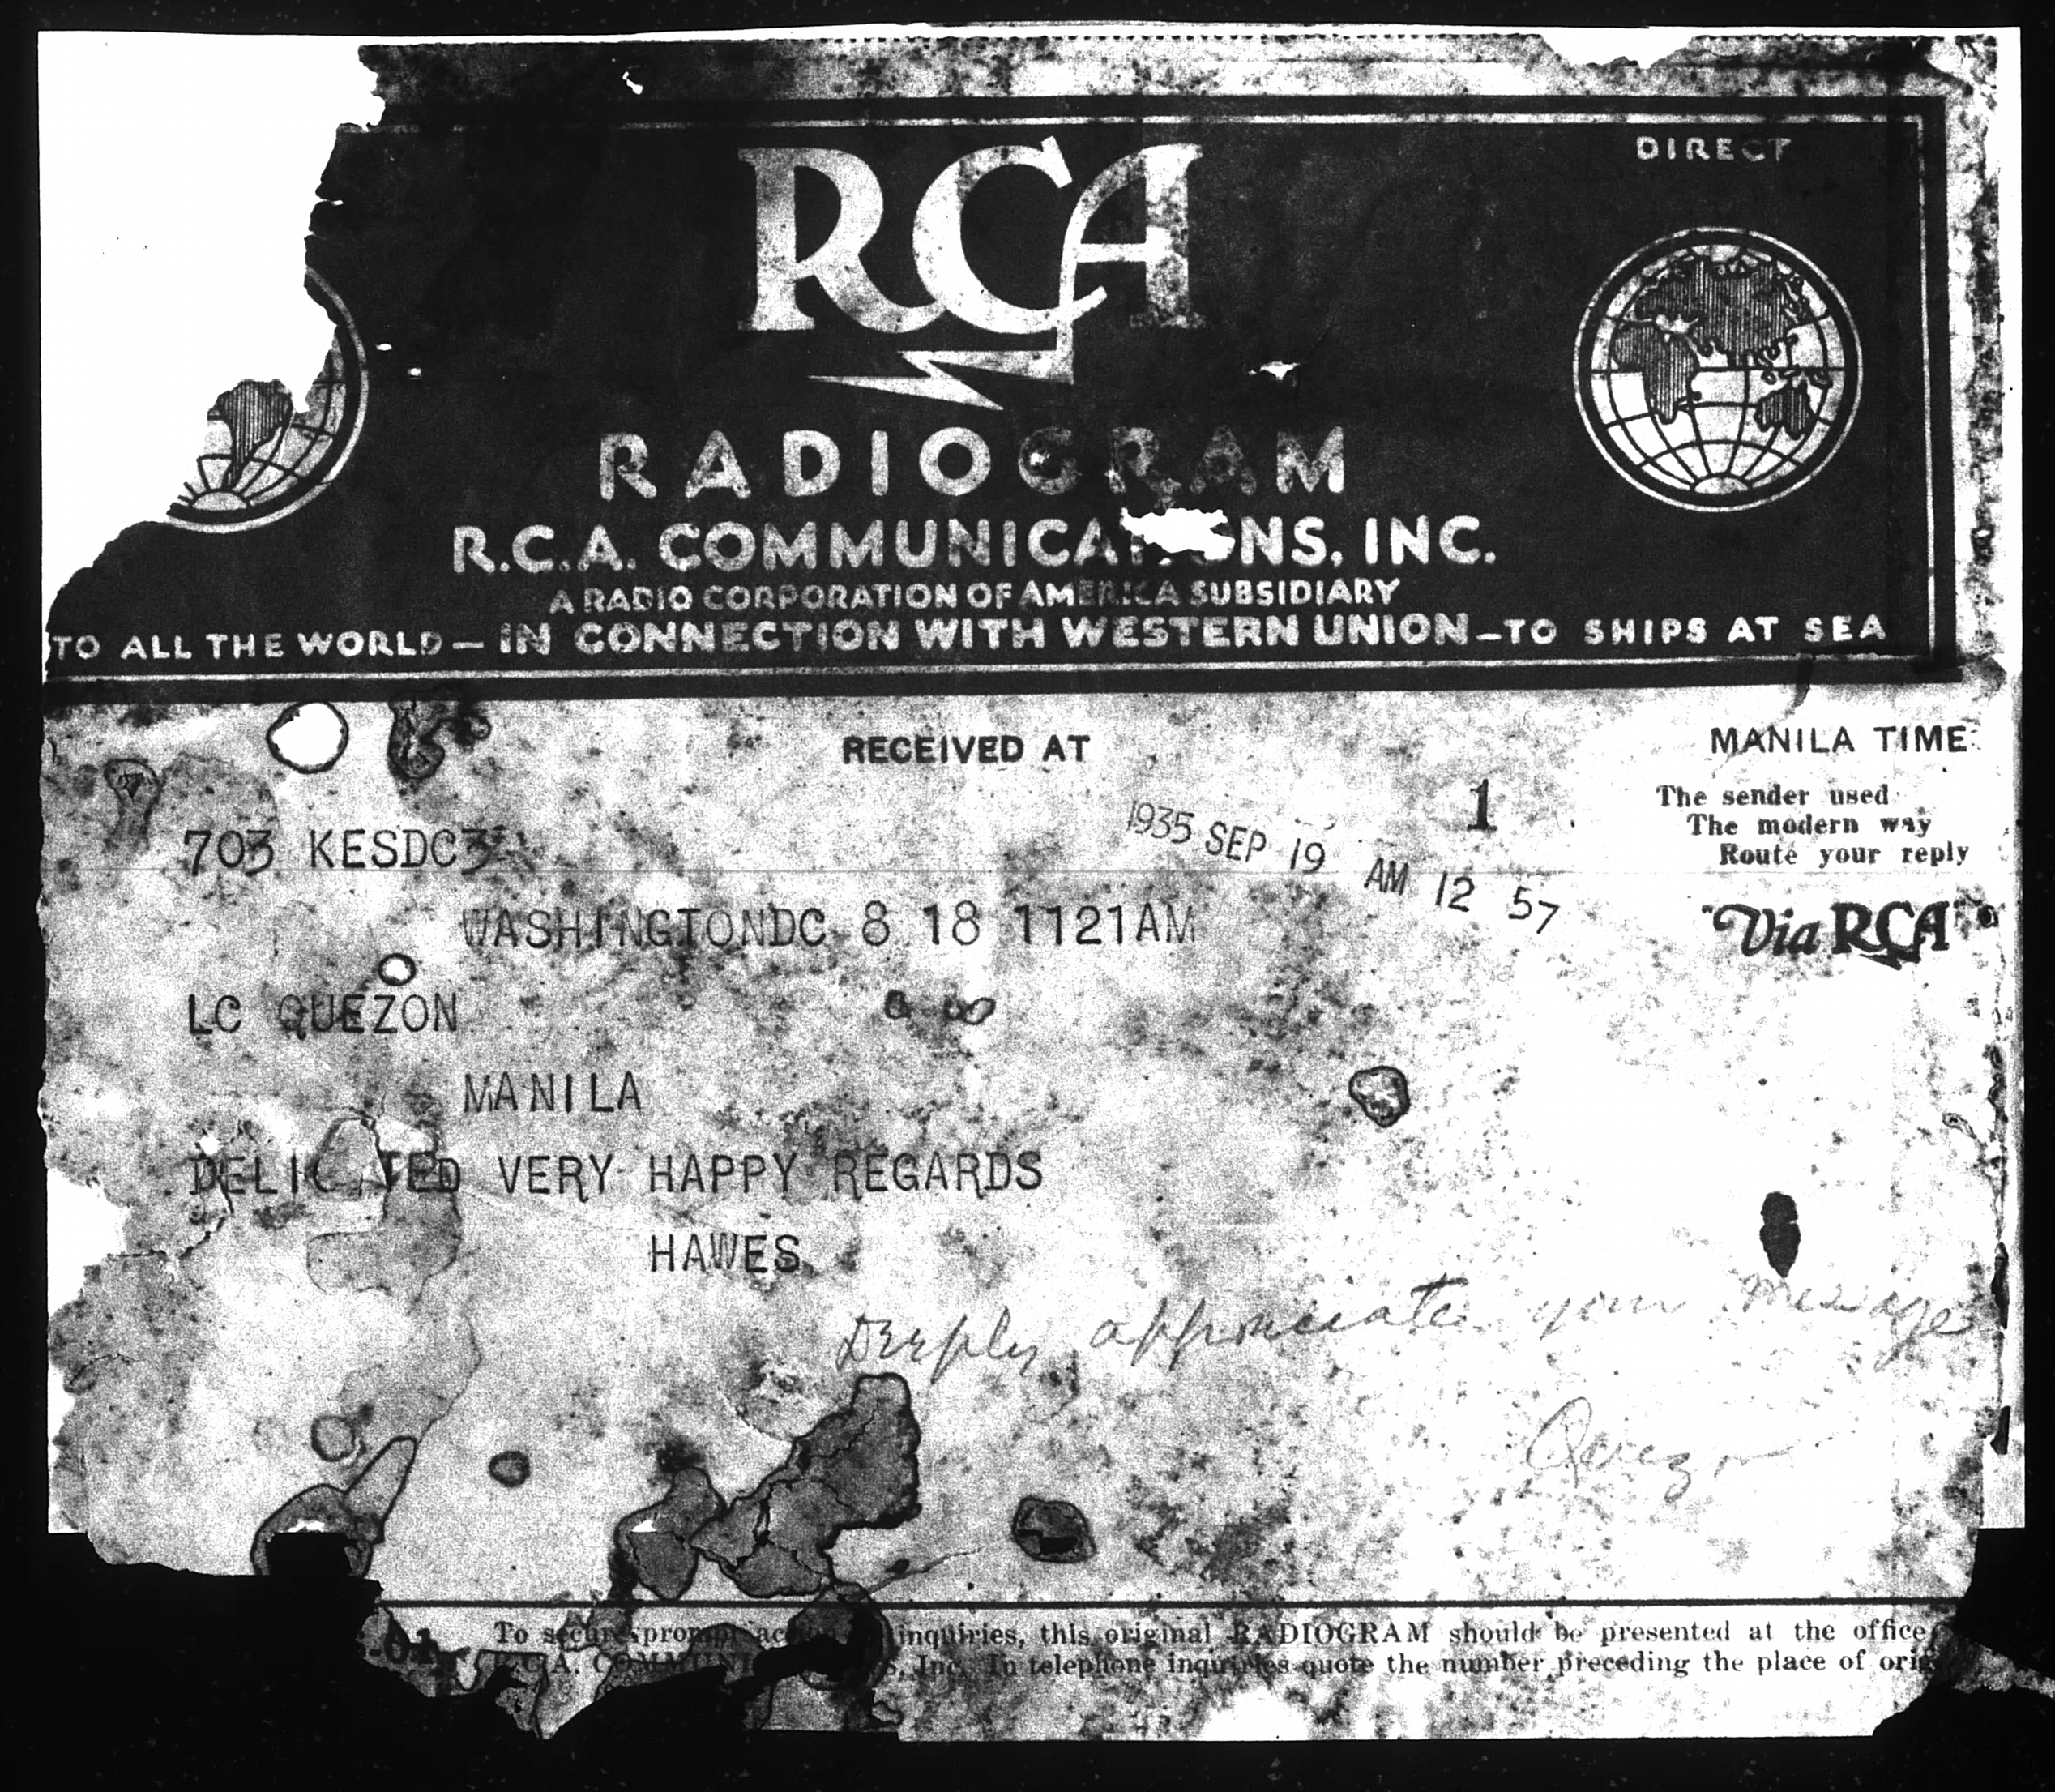 DIRECT
RCA
RADIOGRAM
R.C.A. COMMUNICATIONS, INC.
A RADIO CORPORATION OF AMERICA SUBSIDIARY
TO ALL THE WORLD — IN CONNECTION WITH WESTERN UNION — TO SHIPS AT SEA
RECEIVED AT
MANILA TIME
1
The sender used
The modern way
Route your reply
"Via RCA"
1935 SEP 19 AM 12 57
703 KESDC3
WASHINGTONDC 8 18 1121AM
LC QUEZON
MANILA
VERY HAPPY REGARDS
HAWES
Deeply appreciate your message
Quezon
To secure prompt inquiries, this original RADIOGRAM should be presented at the office
R.C.A. Inc. In telephone inquiries quote the number preceding the place of